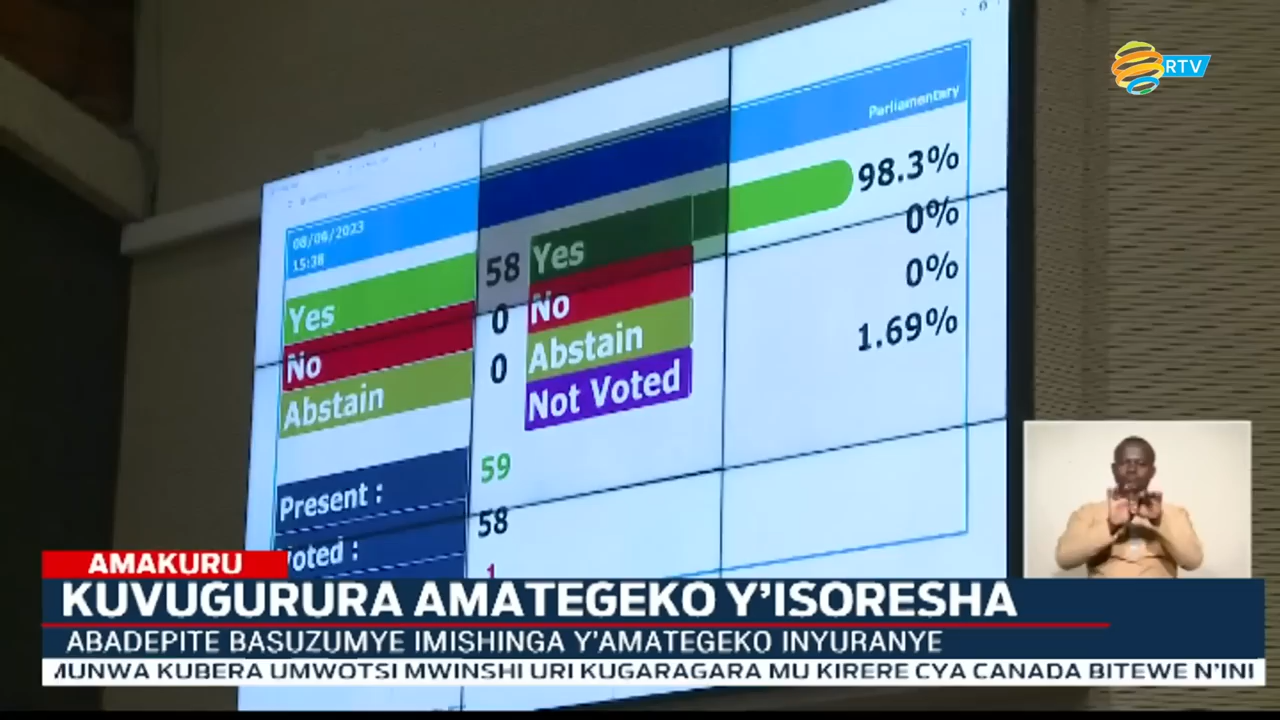 RTV
Parliamentary
08/06/2023
15:38
Yes 58 Yes 98.3%
No 0 No 0%
Abstain 0 Abstain 0%
Not Voted 1.69%
Present : 59
Voted : 58
1
AMAKURU
KUVUGURURA AMATEGEKO Y'ISORESHA
ABADEPITE BASUZUMYE IMISHINGA Y'AMATEGEKO INYURANYE
MUNWA KUBERA UMWOTSI MWINSHI URI KUGARAGARA MU KIRERE CYA CANADA BITEWE N'INI